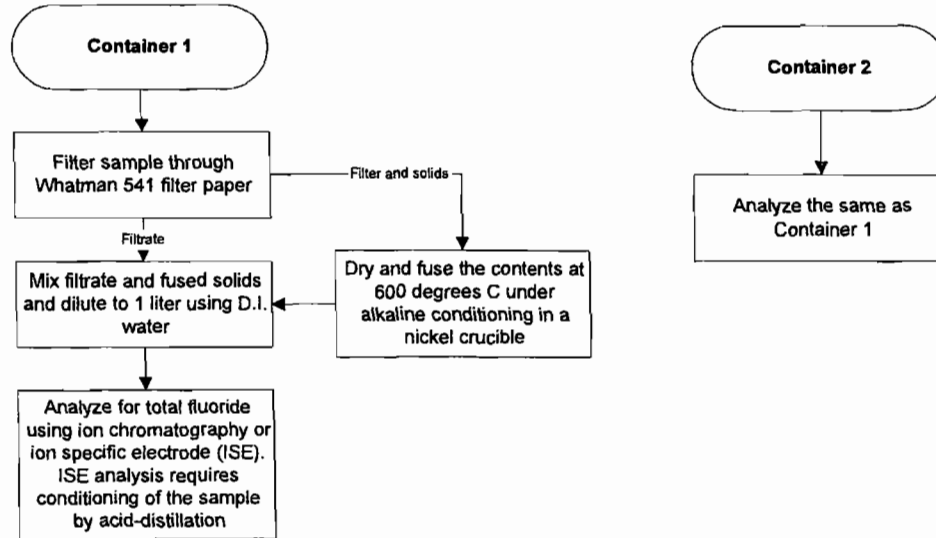 Container 1
Filter sample through
Whatman 541 filter paper
Filter and solids
Filtrate
Mix filtrate and fused solids
and dilute to 1 liter using D.I.
water
Dry and fuse the contents at
600 degrees C under
alkaline conditioning in a
nickel crucible
Analyze for total fluoride
using ion chromatography or
ion specific electrode (ISE).
ISE analysis requires
conditioning of the sample
by acid-distillation
Container 2
Analyze the same as
Container 1